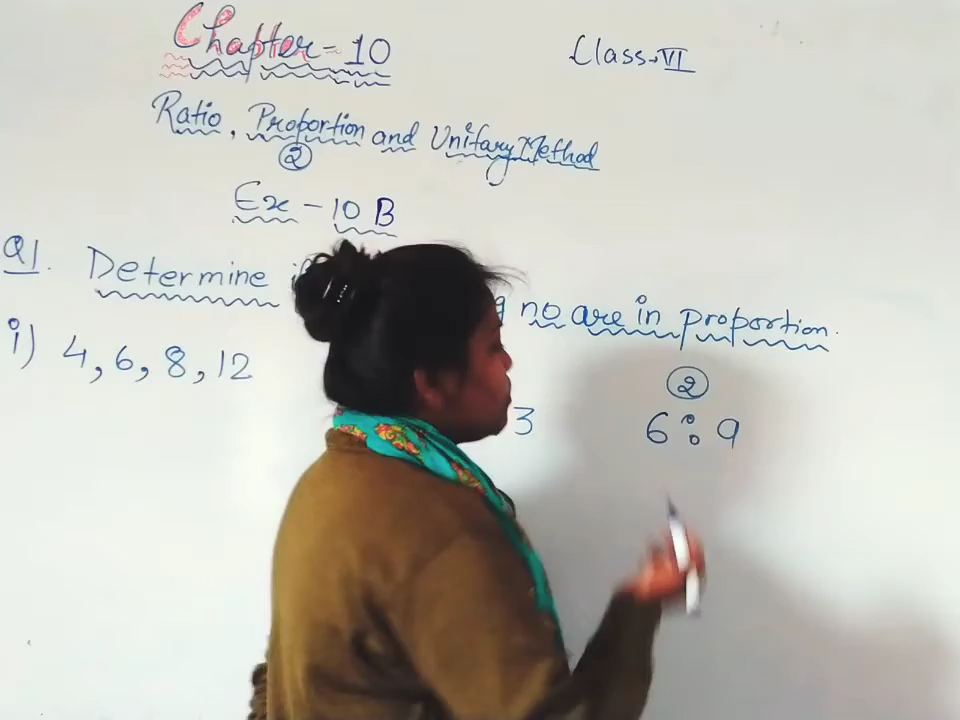 Chapter-10
Class-VI
Ratio, Proportion and Unitary Method
2
Ex - 10 B
Q1. Determine no are in proportion.
i) 4, 6, 8, 12
2
3 6:9